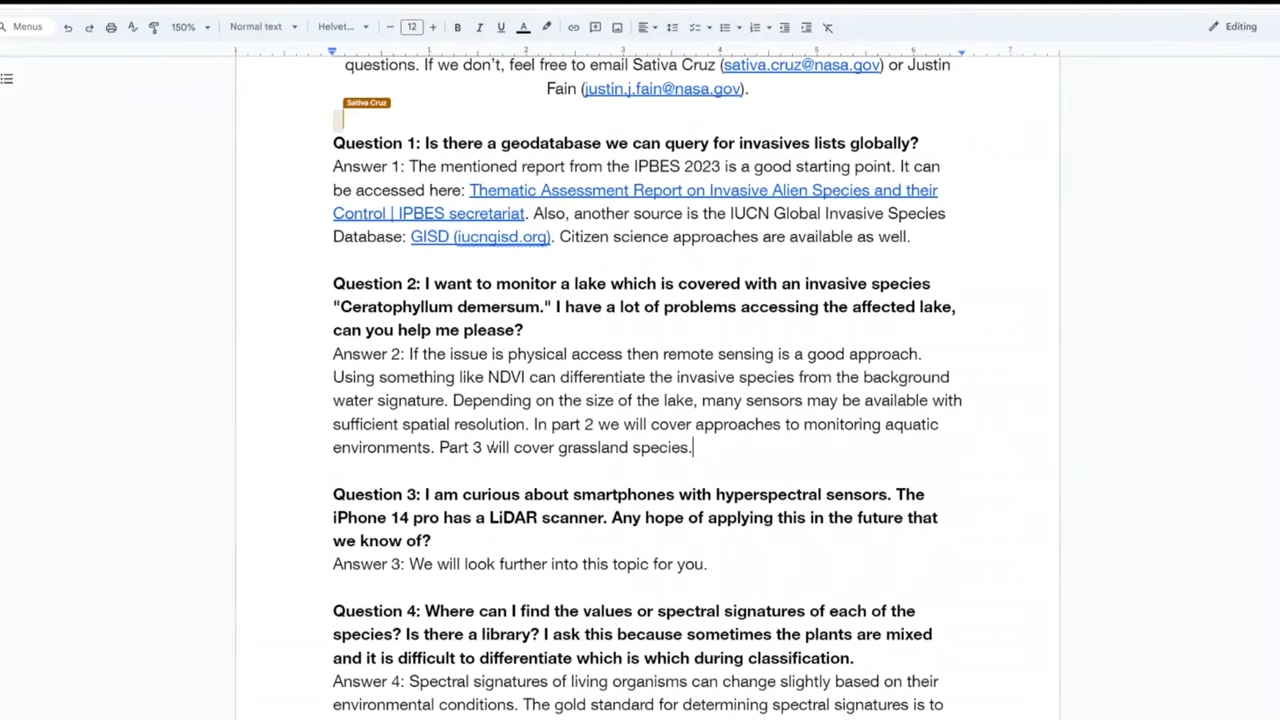 Menus
150%
Normal text
Helvet...
12
B
I
U
A
Editing
1
1
2
3
4
5
6
7
questions. If we don't, feel free to email Sativa Cruz (sativa.cruz@nasa.gov) or Justin
Fain (justin.j.fain@nasa.gov).
Sativa Cruz
Question 1: Is there a geodatabase we can query for invasives lists globally?
Answer 1: The mentioned report from the IPBES 2023 is a good starting point. It can
be accessed here: Thematic Assessment Report on Invasive Alien Species and their
Control | IPBES secretariat. Also, another source is the IUCN Global Invasive Species
Database: GISD (iucngisd.org). Citizen science approaches are available as well.
Question 2: I want to monitor a lake which is covered with an invasive species
"Ceratophyllum demersum." I have a lot of problems accessing the affected lake,
can you help me please?
Answer 2: If the issue is physical access then remote sensing is a good approach.
Using something like NDVI can differentiate the invasive species from the background
water signature. Depending on the size of the lake, many sensors may be available with
sufficient spatial resolution. In part 2 we will cover approaches to monitoring aquatic
environments. Part 3 will cover grassland species.
Question 3: I am curious about smartphones with hyperspectral sensors. The
iPhone 14 pro has a LiDAR scanner. Any hope of applying this in the future that
we know of?
Answer 3: We will look further into this topic for you.
Question 4: Where can I find the values or spectral signatures of each of the
species? Is there a library? I ask this because sometimes the plants are mixed
and it is difficult to differentiate which is which during classification.
Answer 4: Spectral signatures of living organisms can change slightly based on their
environmental conditions. The gold standard for determining spectral signatures is to